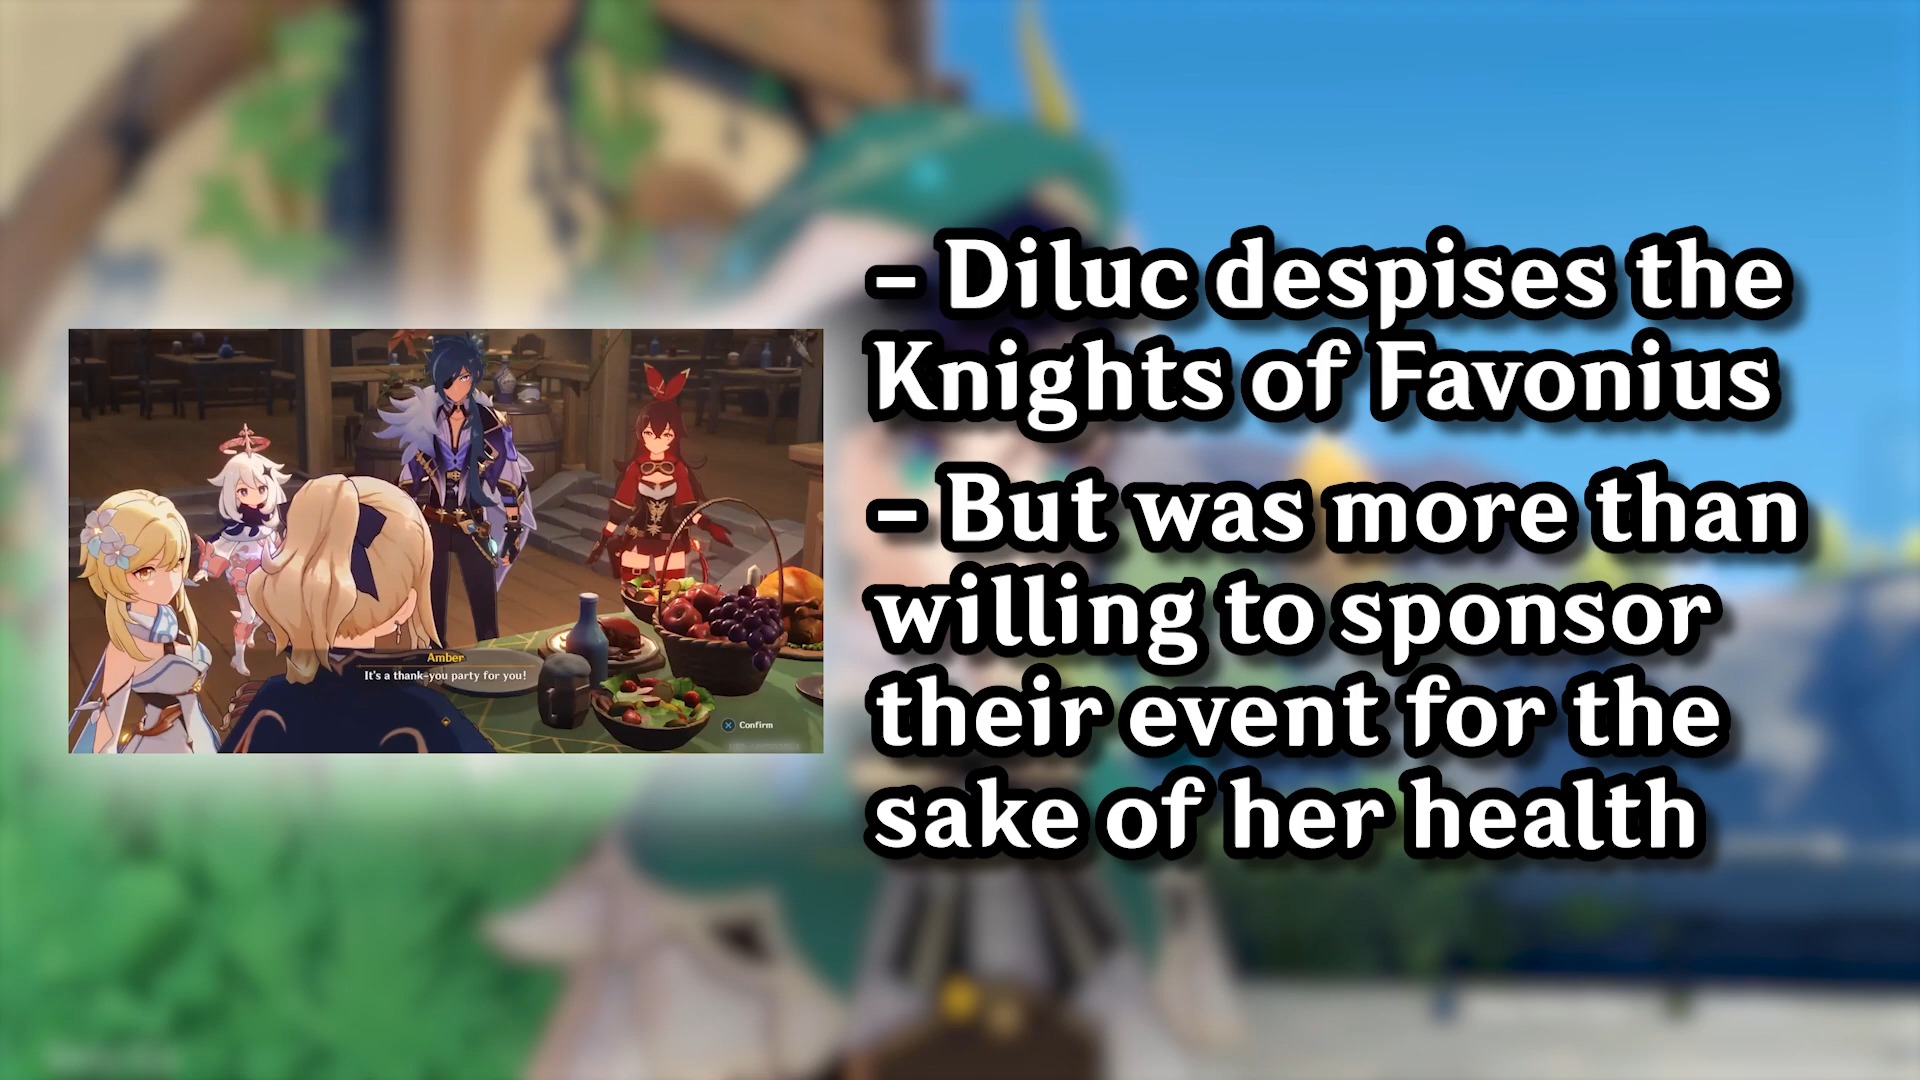 – Diluc despises the
Knights of Favonius
– But was more than
willing to sponsor
their event for the
sake of her health
Amber
It's a thank-you party for you!
Confirm